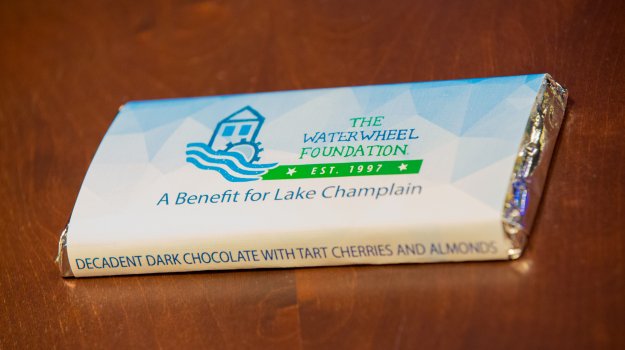 THE
WATERWHEEL
FOUNDATION.
EST. 1997
A Benefit for Lake Champlain
DECADENT DARK CHOCOLATE WITH TART CHERRIES AND ALMONDS